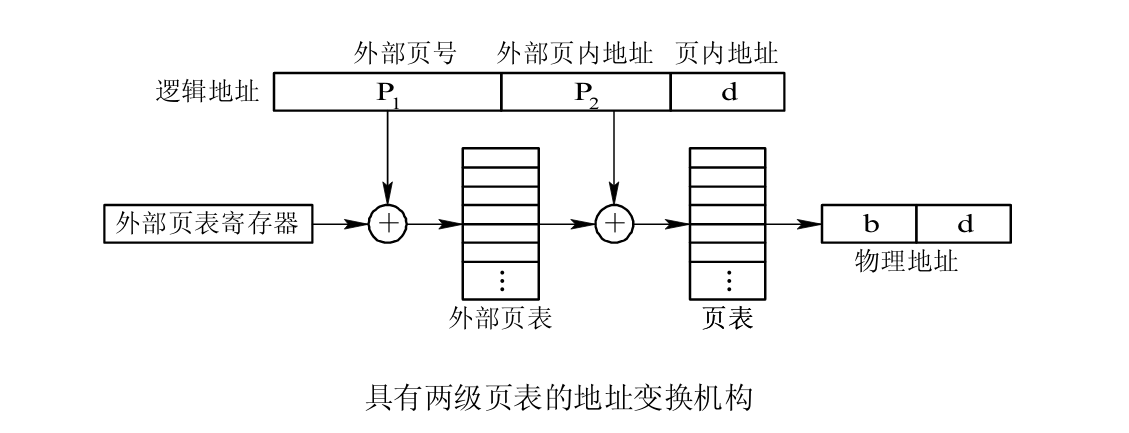 外部页号 外部页内地址 页内地址
逻辑地址 P1 P2 d
外部页表寄存器 + + b d
物理地址
⋮ ⋮
外部页表 页表
具有两级页表的地址变换机构